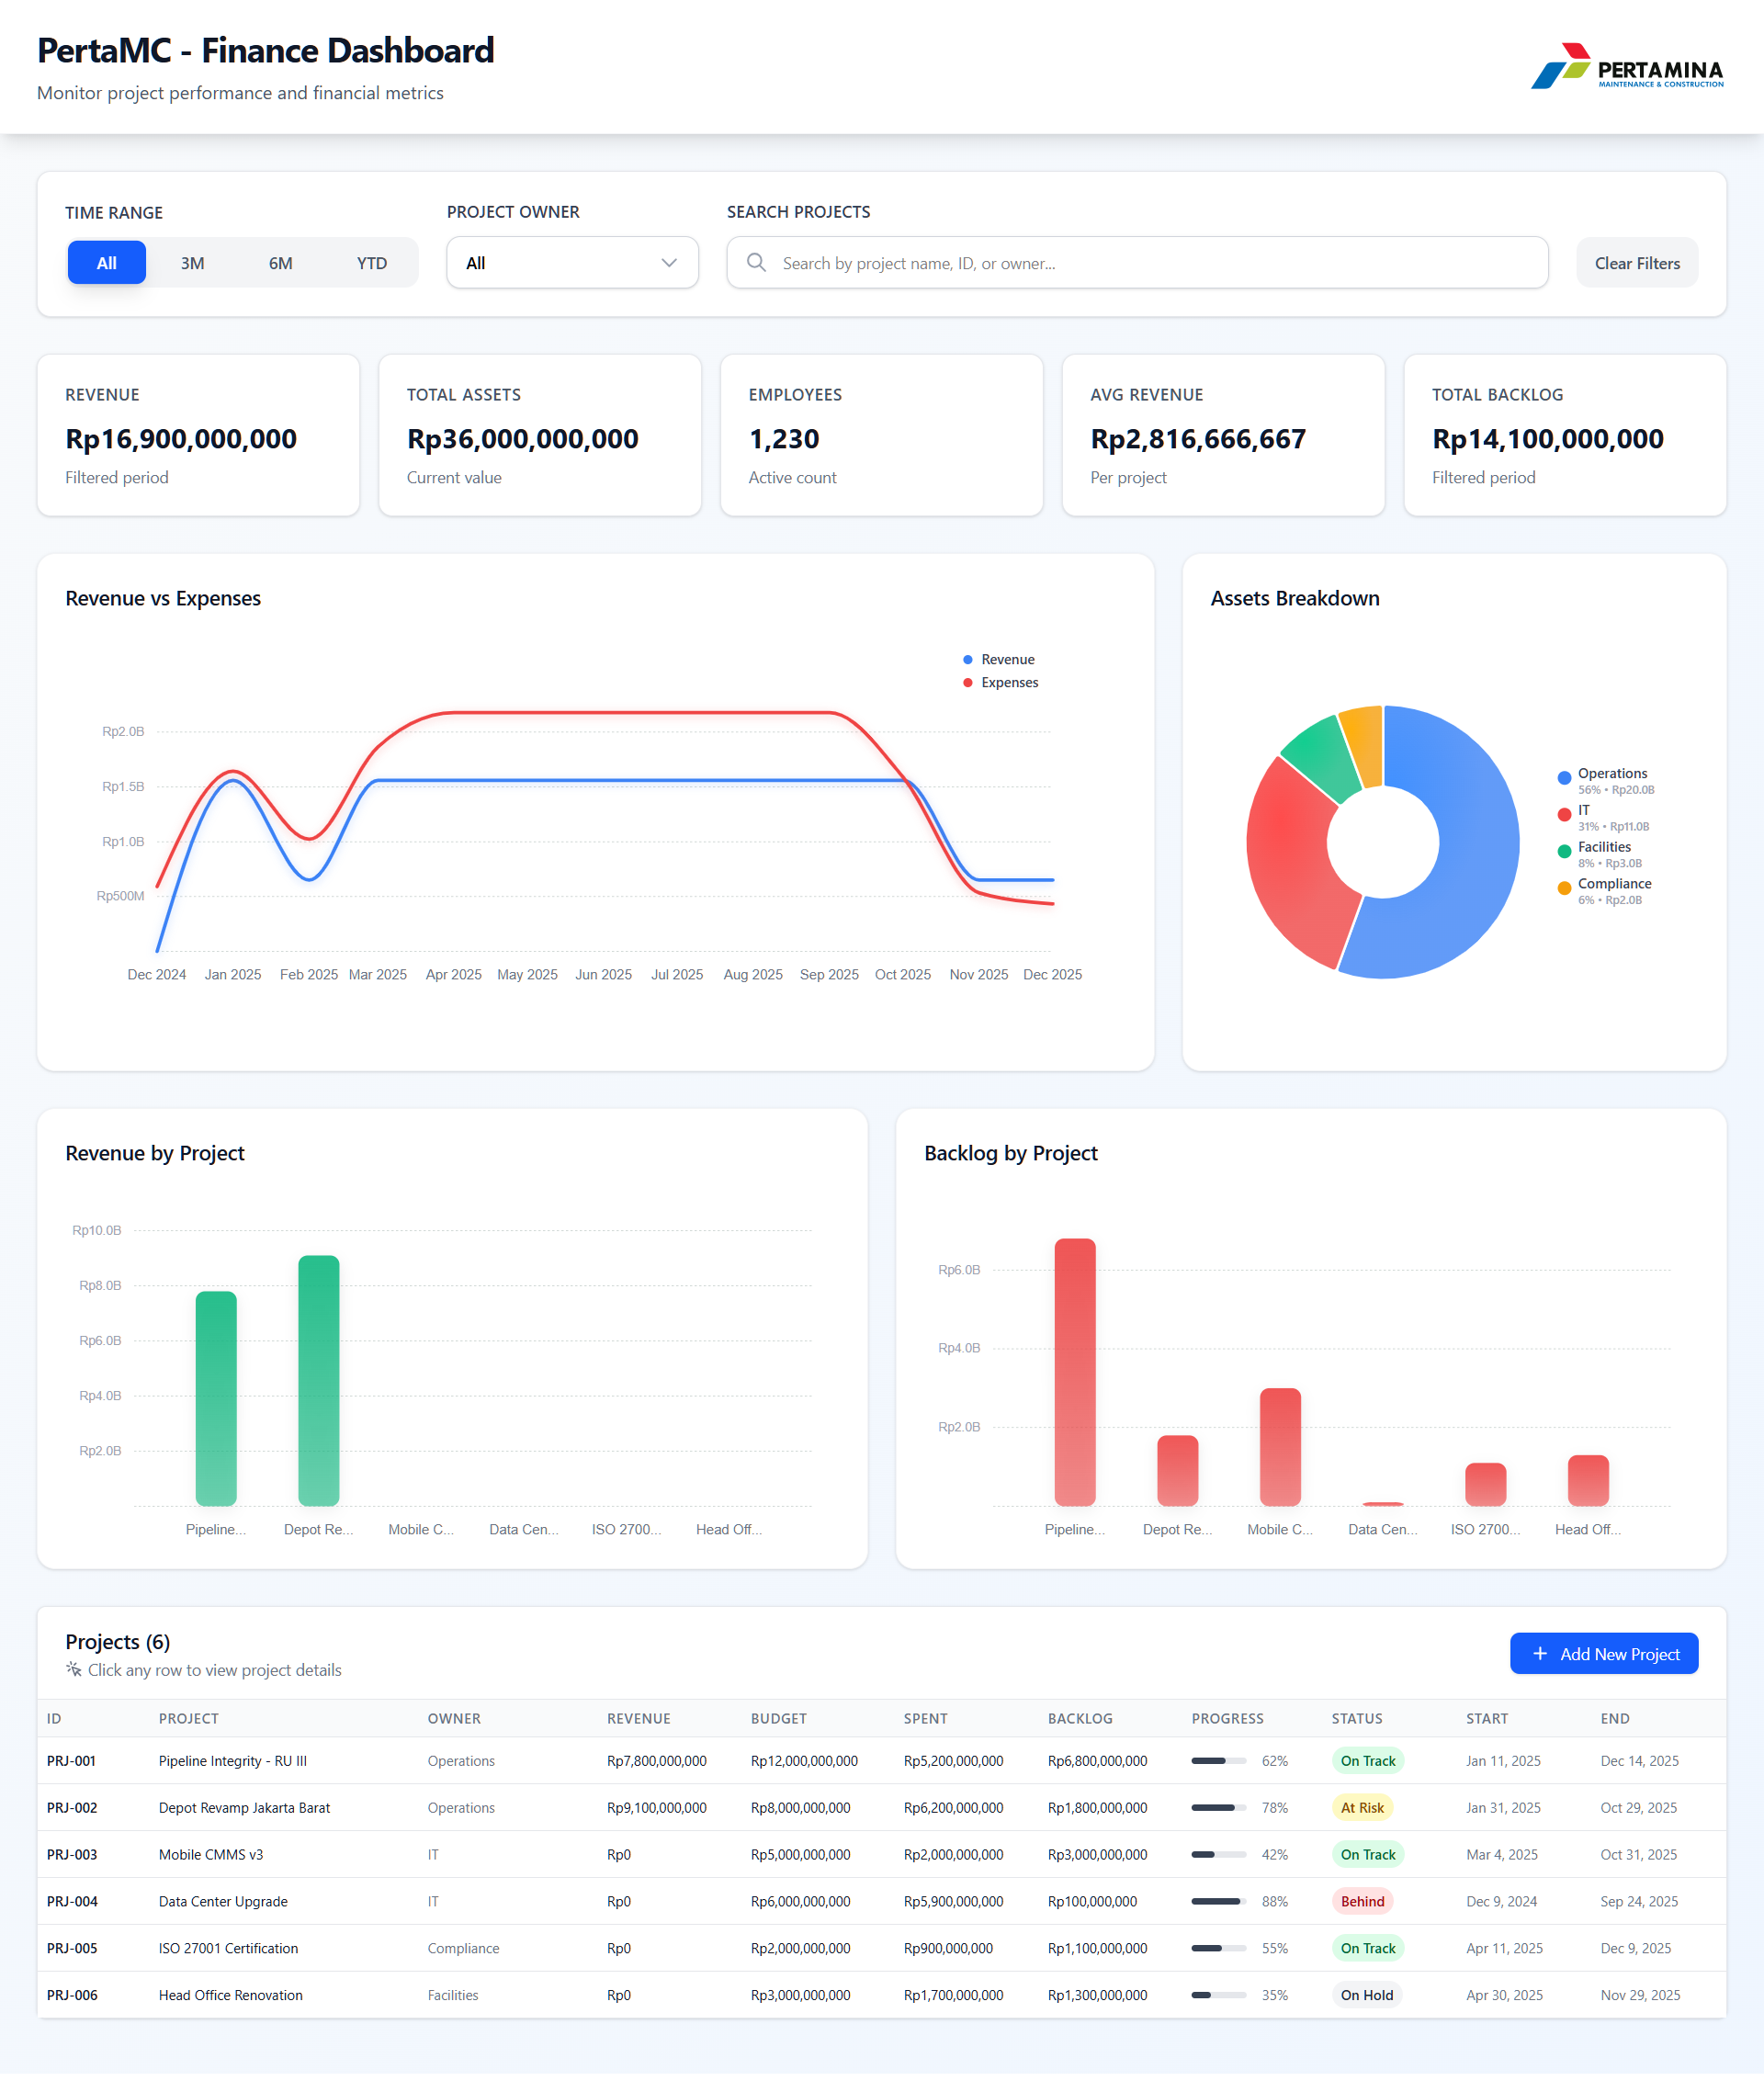 PertaMC - Finance Dashboard
Monitor project performance and financial metrics
PERTAMINA
MAINTENANCE & CONSTRUCTION
TIME RANGE
All 3M 6M YTD
PROJECT OWNER
All
SEARCH PROJECTS
Search by project name, ID, or owner...
Clear Filters
REVENUE
Rp16,900,000,000
Filtered period
TOTAL ASSETS
Rp36,000,000,000
Current value
EMPLOYEES
1,230
Active count
AVG REVENUE
Rp2,816,666,667
Per project
TOTAL BACKLOG
Rp14,100,000,000
Filtered period
Revenue vs Expenses
Revenue
Expenses
Rp2.0B
Rp1.5B
Rp1.0B
Rp500M
Dec 2024 Jan 2025 Feb 2025 Mar 2025 Apr 2025 May 2025 Jun 2025 Jul 2025 Aug 2025 Sep 2025 Oct 2025 Nov 2025 Dec 2025
Assets Breakdown
Operations
56% • Rp20.0B
IT
31% • Rp11.0B
Facilities
8% • Rp3.0B
Compliance
6% • Rp2.0B
Revenue by Project
Rp10.0B
Rp8.0B
Rp6.0B
Rp4.0B
Rp2.0B
Pipeline... Depot Re... Mobile C... Data Cen... ISO 2700... Head Off...
Backlog by Project
Rp6.0B
Rp4.0B
Rp2.0B
Pipeline... Depot Re... Mobile C... Data Cen... ISO 2700... Head Off...
Projects (6)
Click any row to view project details
+ Add New Project
ID PROJECT OWNER REVENUE BUDGET SPENT BACKLOG PROGRESS STATUS START END
PRJ-001 Pipeline Integrity - RU III Operations Rp7,800,000,000 Rp12,000,000,000 Rp5,200,000,000 Rp6,800,000,000 62% On Track Jan 11, 2025 Dec 14, 2025
PRJ-002 Depot Revamp Jakarta Barat Operations Rp9,100,000,000 Rp8,000,000,000 Rp6,200,000,000 Rp1,800,000,000 78% At Risk Jan 31, 2025 Oct 29, 2025
PRJ-003 Mobile CMMS v3 IT Rp0 Rp5,000,000,000 Rp2,000,000,000 Rp3,000,000,000 42% On Track Mar 4, 2025 Oct 31, 2025
PRJ-004 Data Center Upgrade IT Rp0 Rp6,000,000,000 Rp5,900,000,000 Rp100,000,000 88% Behind Dec 9, 2024 Sep 24, 2025
PRJ-005 ISO 27001 Certification Compliance Rp0 Rp2,000,000,000 Rp900,000,000 Rp1,100,000,000 55% On Track Apr 11, 2025 Dec 9, 2025
PRJ-006 Head Office Renovation Facilities Rp0 Rp3,000,000,000 Rp1,700,000,000 Rp1,300,000,000 35% On Hold Apr 30, 2025 Nov 29, 2025